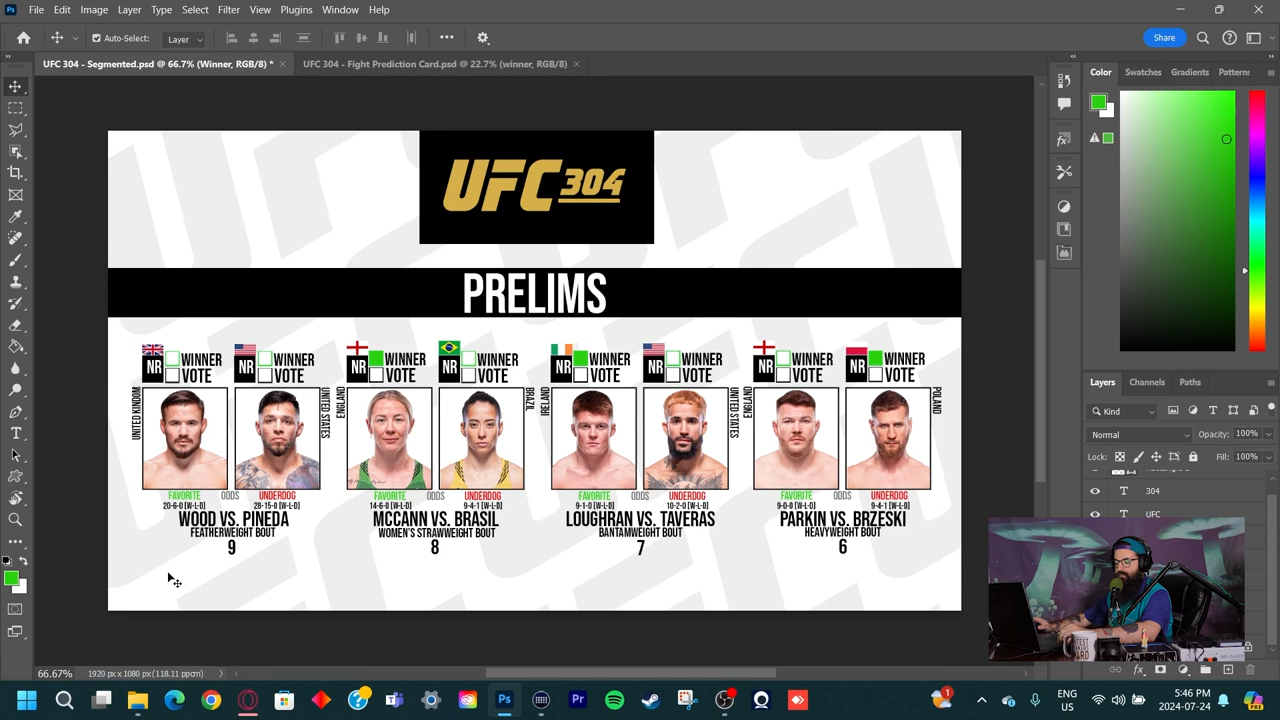 Ps File Edit Image Layer Type Select Filter View Plugins Window Help
Auto-Select: Layer Share
UFC 304 - Segmented.psd @ 66.7% (Winner, RGB/8) * UFC 304 - Fight Prediction Card.psd @ 22.7% (winner, RGB/8)
Color Swatches Gradients Patterns
UFC 304
PRELIMS
NR WINNER NR WINNER NR WINNER NR WINNER NR WINNER NR WINNER NR WINNER NR WINNER
VOTE VOTE VOTE VOTE VOTE VOTE VOTE VOTE
UNITED KINGDOM UNITED STATES ENGLAND BRAZIL IRELAND UNITED STATES ENGLAND POLAND
FAVORITE ODDS UNDERDOG FAVORITE ODDS UNDERDOG FAVORITE ODDS UNDERDOG FAVORITE ODDS UNDERDOG
20-6-0 [W-L-D] 28-15-0 [W-L-D] 14-6-0 [W-L-D] 9-4-1 [W-L-D] 9-1-0 [W-L-D] 10-2-0 [W-L-D] 9-0-0 [W-L-D] 9-4-1 [W-L-D]
WOOD VS. PINEDA MCCANN VS. BRASIL LOUGHRAN VS. TAVERAS PARKIN VS. BRZESKI
FEATHERWEIGHT BOUT WOMEN'S STRAWWEIGHT BOUT BANTAMWEIGHT BOUT HEAVYWEIGHT BOUT
9 8 7 6
Layers Channels Paths
Kind
Normal Opacity: 100%
Lock: Fill: 100%
304
UFC
66.67% 1920 px x 1080 px (118.11 ppcm)
Ps Pr 1 ENG US 5:46 PM 2024-07-24